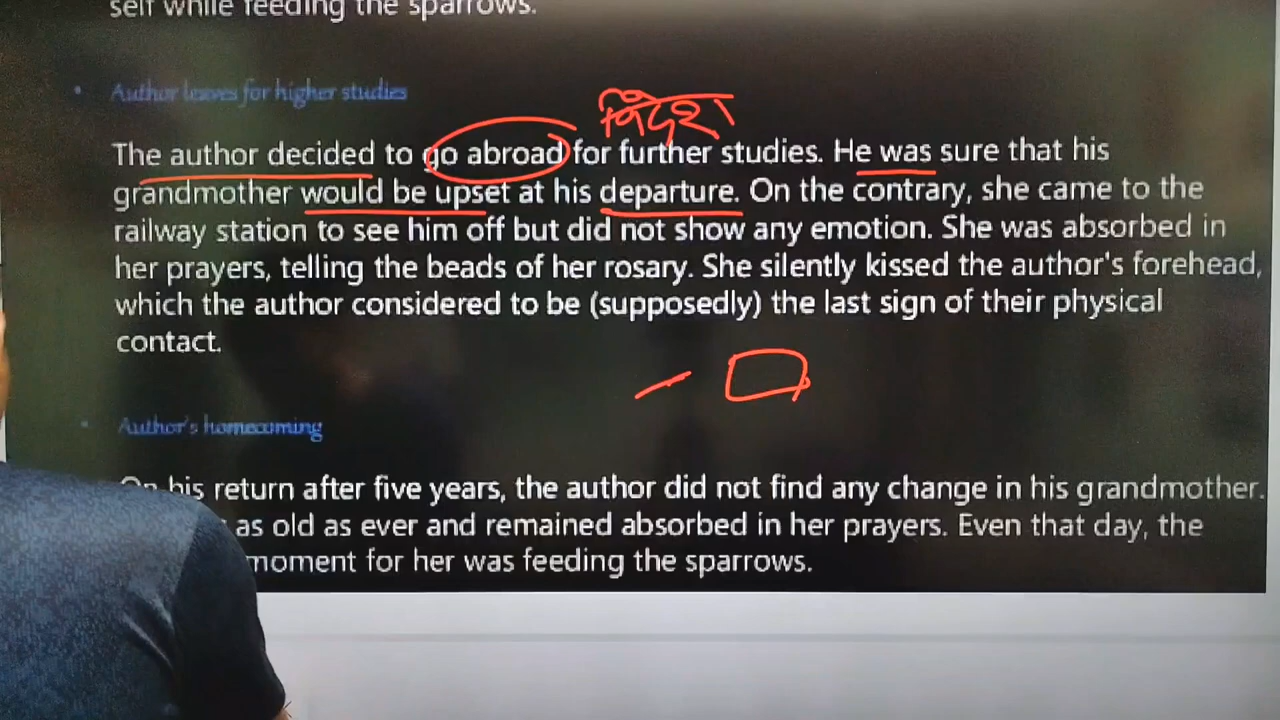 self while feeding the sparrows.
• Author leaves for higher studies
विदेश
The author decided to go abroad for further studies. He was sure that his
grandmother would be upset at his departure. On the contrary, she came to the
railway station to see him off but did not show any emotion. She was absorbed in
her prayers, telling the beads of her rosary. She silently kissed the author's forehead,
which the author considered to be (supposedly) the last sign of their physical
contact.
• Author's homecoming
On his return after five years, the author did not find any change in his grandmother.
as old as ever and remained absorbed in her prayers. Even that day, the
moment for her was feeding the sparrows.